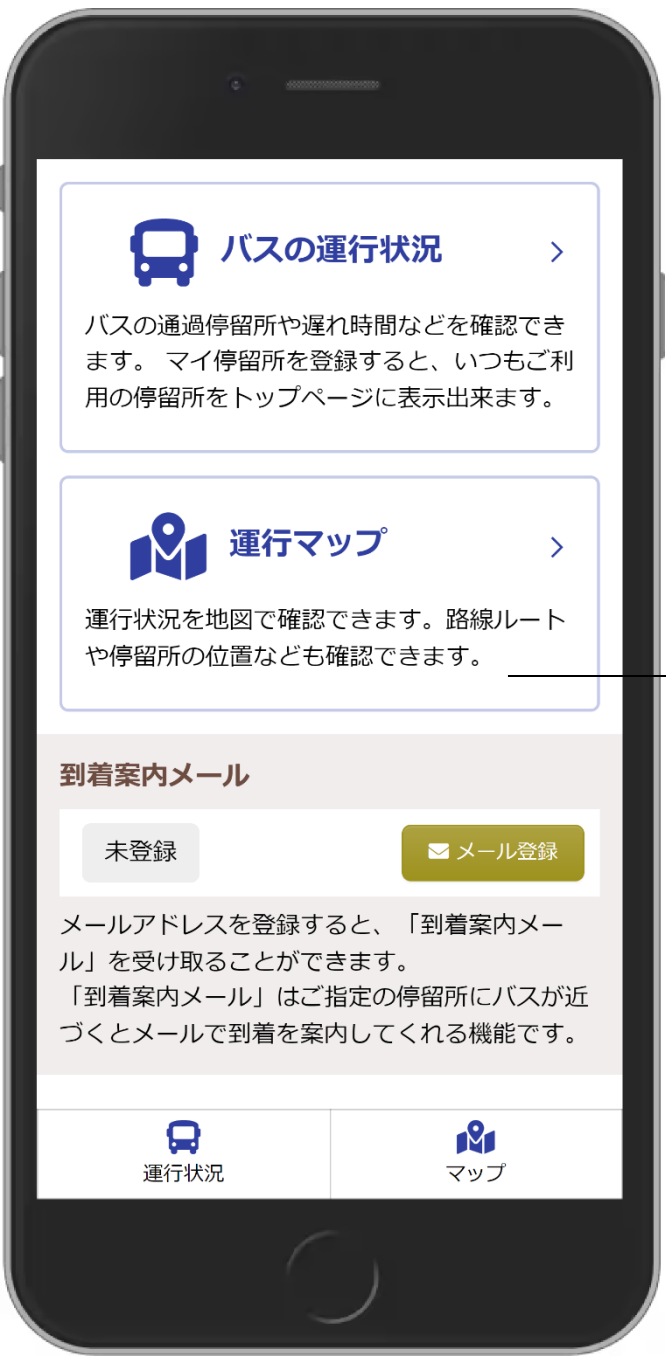 バスの運行状況
バスの通過停留所や遅れ時間などを確認でき
ます。 マイ停留所を登録すると、いつもご利
用の停留所をトップページに表示出来ます。
運行マップ
運行状況を地図で確認できます。路線ルート
や停留所の位置なども確認できます。
到着案内メール
未登録
メール登録
メールアドレスを登録すると、「到着案内メー
ル」を受け取ることができます。
「到着案内メール」はご指定の停留所にバスが近
づくとメールで到着を案内してくれる機能です。
運行状況
マップ